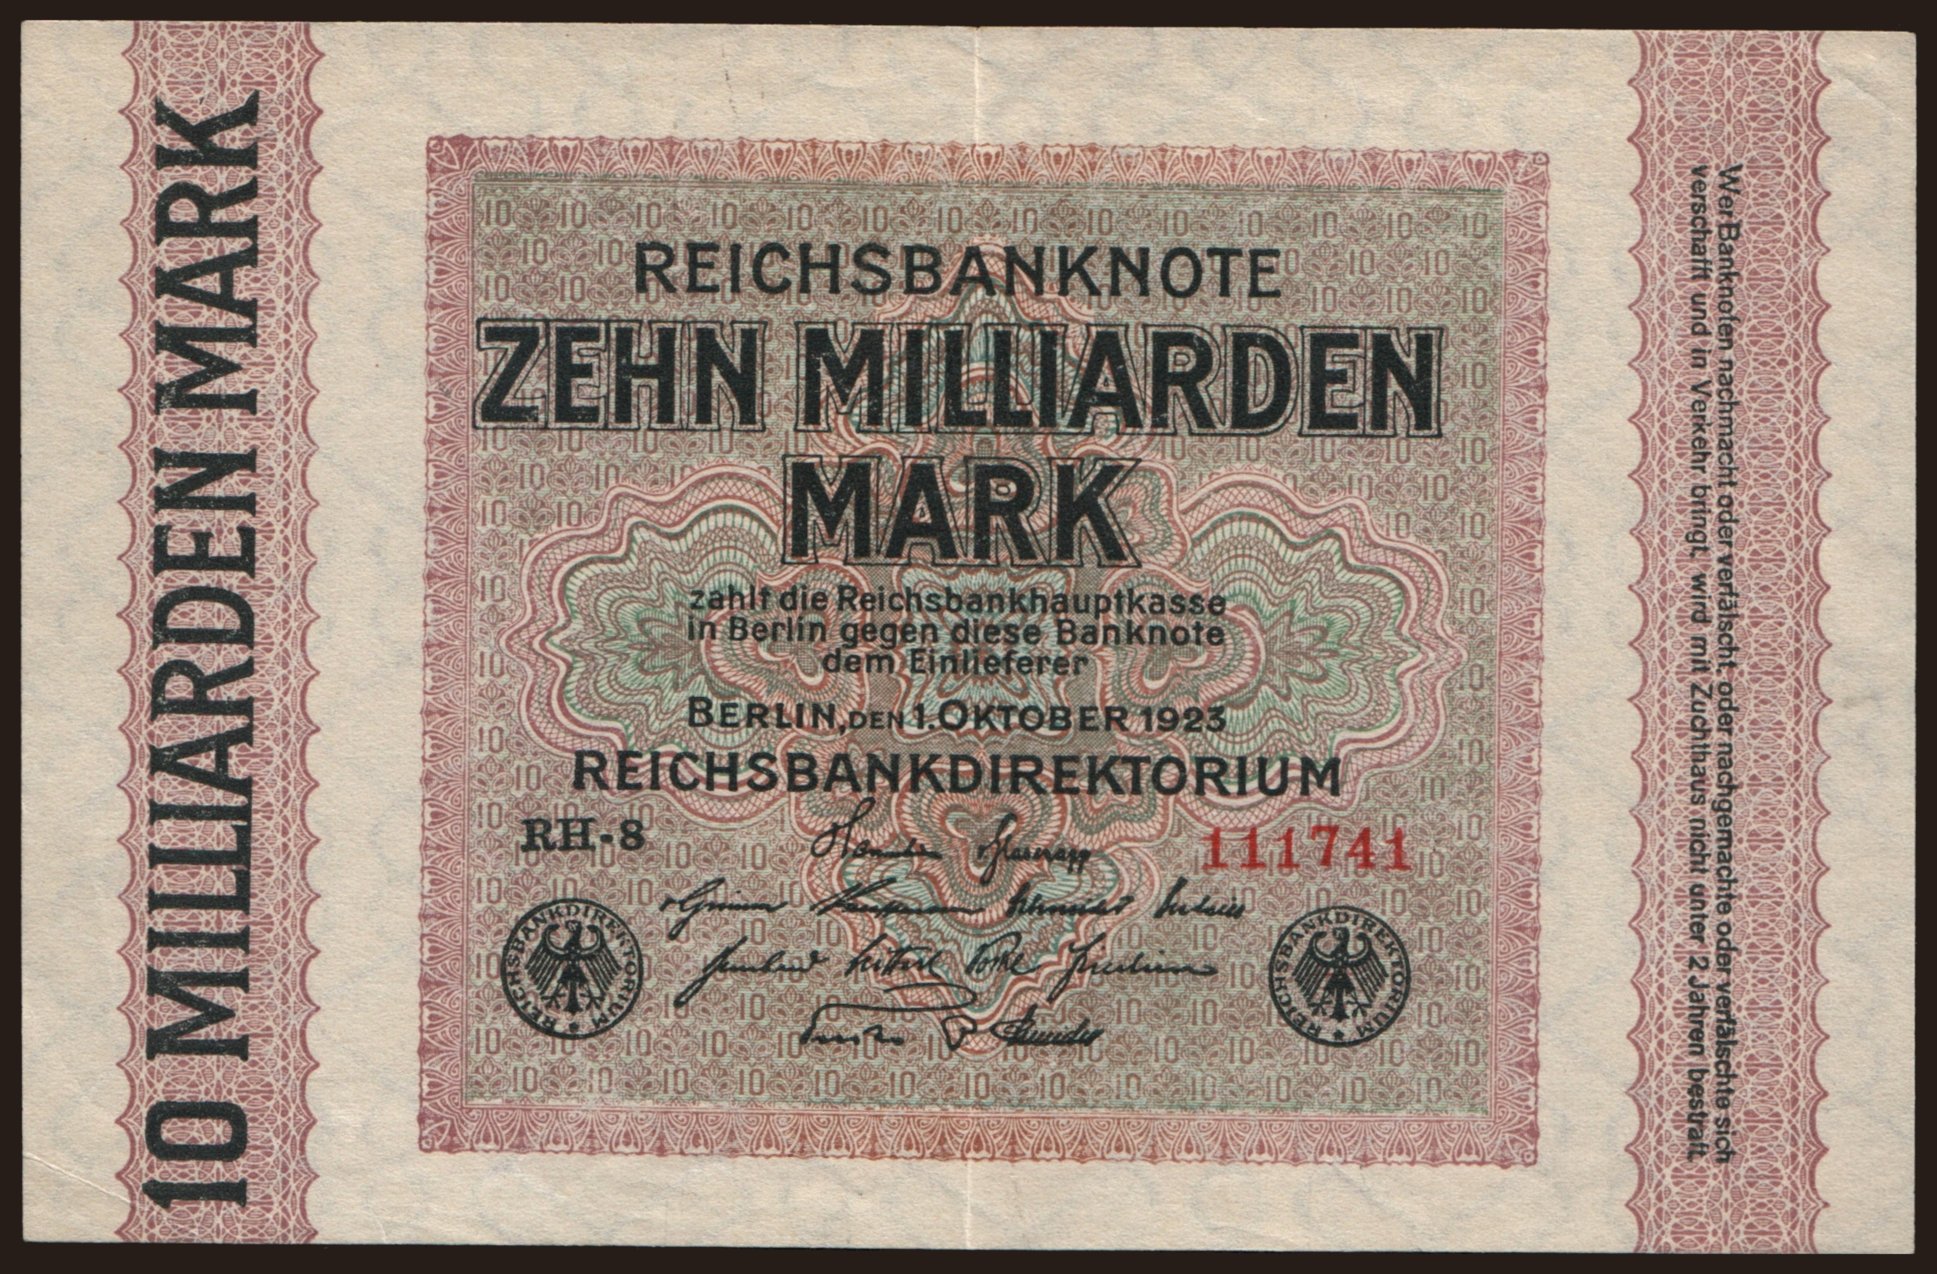 10 MILLIARDEN MARK
REICHSBANKNOTE
ZEHN MILLIARDEN
MARK
zahlt die Reichsbankhauptkasse
in Berlin gegen diese Banknote
dem Einlieferer
BERLIN, DEN 1. OKTOBER 1923
REICHSBANKDIREKTORIUM
RH-8
111741
REICHSBANKDIREKTORIUM
REICHSBANKDIREKTORIUM
Wer Banknoten nachmacht oder verfälscht, oder nachgemachte oder verfälschte sich
verschafft und in Verkehr bringt, wird mit Zuchthaus nicht unter 2 Jahren bestraft.